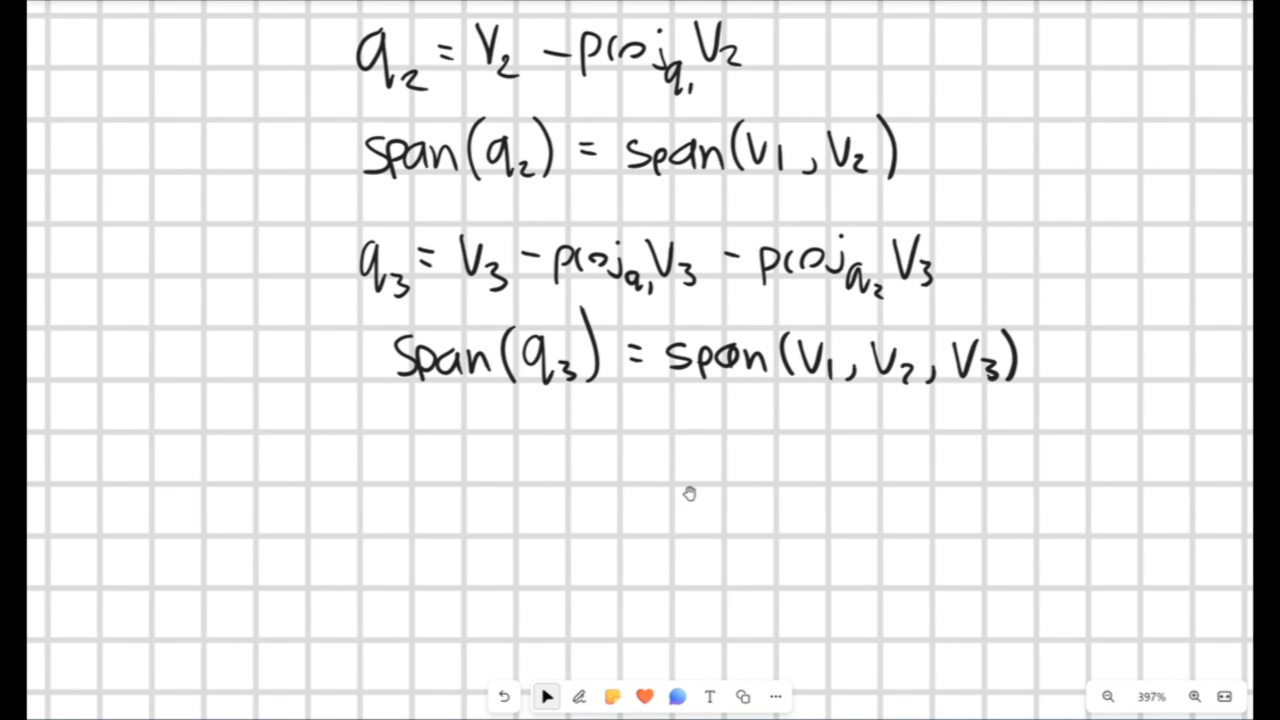 q₂ = V₂ - proj_q₁ V₂
span(q₂) = span(V₁, V₂)
q₃ = V₃ - proj_q₁ V₃ - proj_q₂ V₃
span(q₃) = span(V₁, V₂, V₃)
T
397%